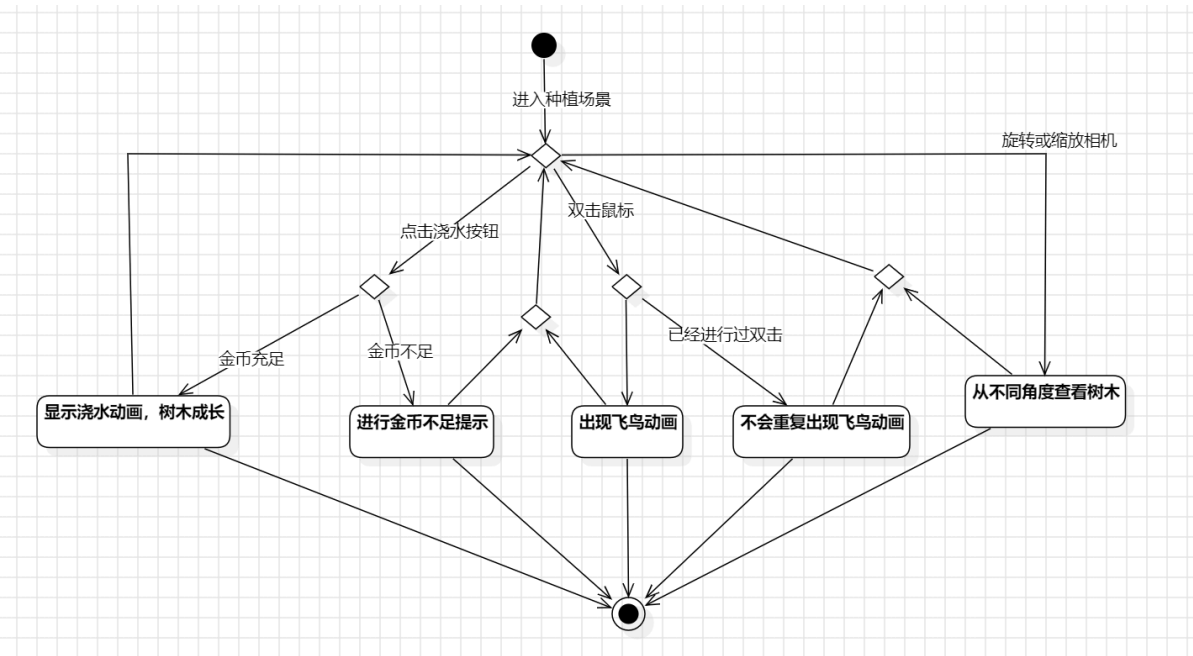 进入种植场景
旋转或缩放相机
双击鼠标
点击浇水按钮
已经进行过双击
金币充足
金币不足
显示浇水动画，树木成长
进行金币不足提示
出现飞鸟动画
不会重复出现飞鸟动画
从不同角度查看树木